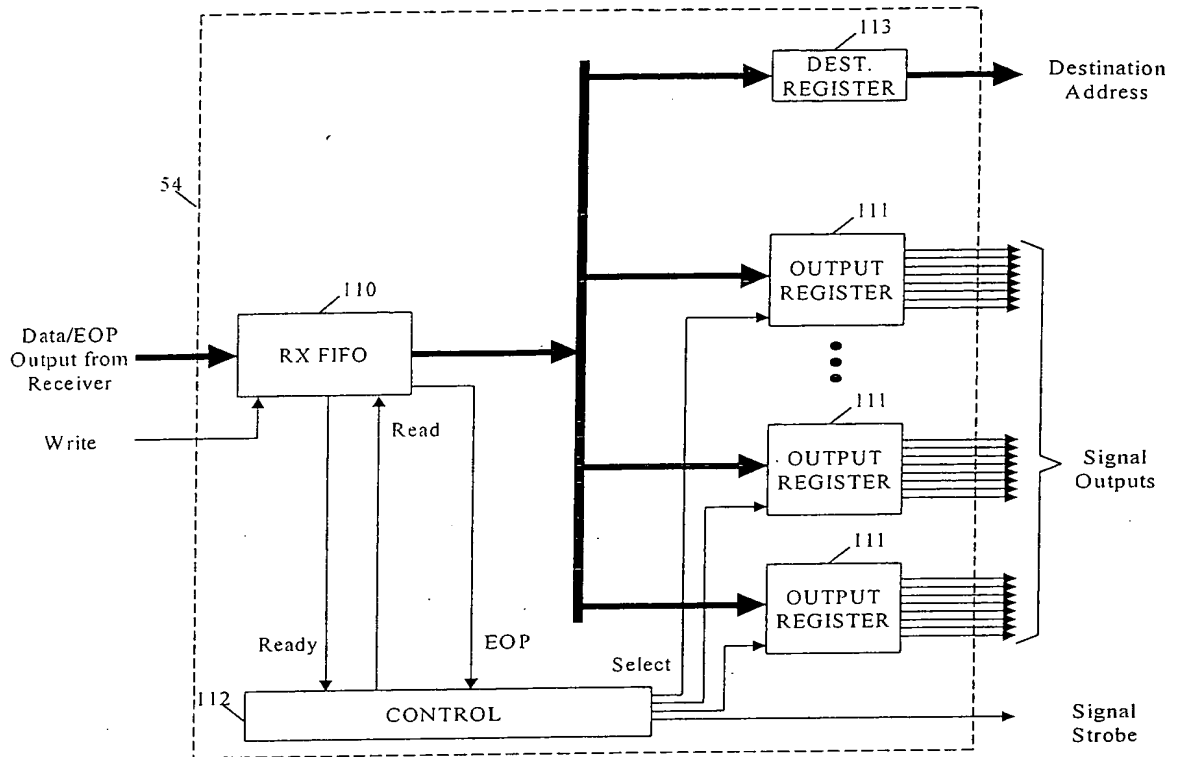 113
DEST.
REGISTER
Destination
Address
54
111
OUTPUT
REGISTER
110
Data/EOP
Output from
Receiver
RX FIFO
Write
Read
111
OUTPUT
REGISTER
Signal
Outputs
111
OUTPUT
REGISTER
Ready
EOP
Select
112
CONTROL
Signal
Strobe